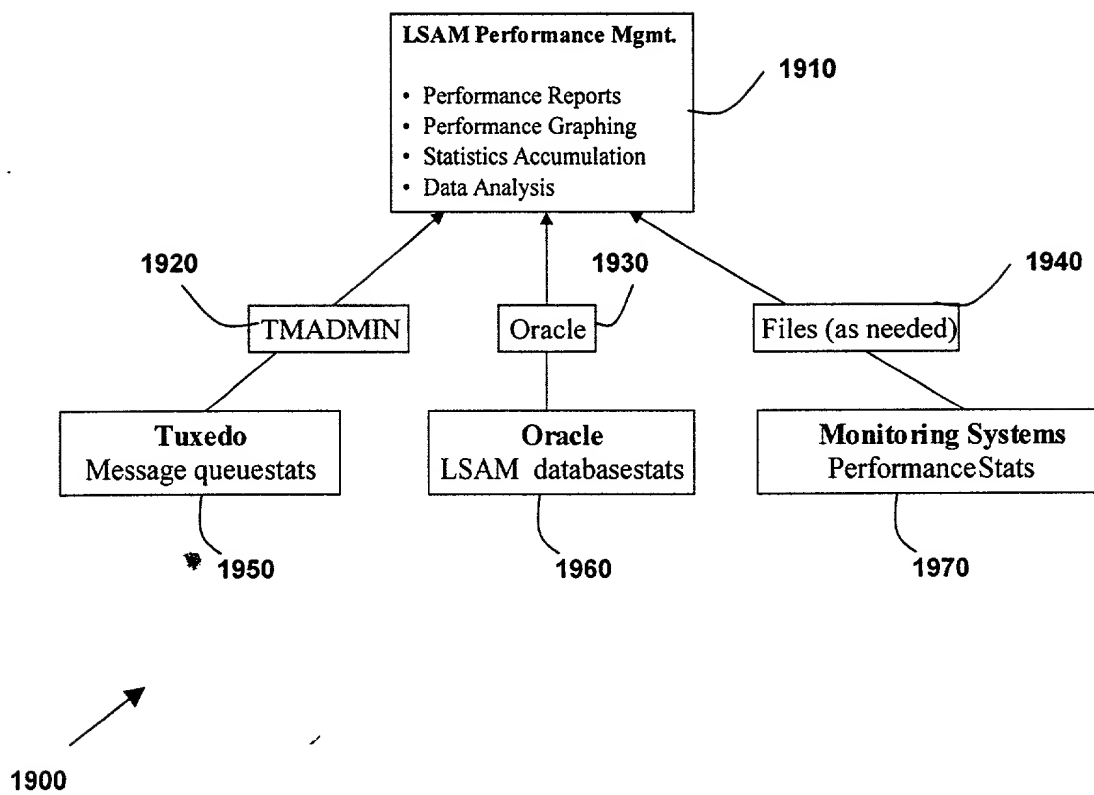 LSAM Performance Mgmt.
• Performance Reports
• Performance Graphing
• Statistics Accumulation
• Data Analysis
1910
1920
1930
1940
TMADMIN
Oracle
Files (as needed)
Tuxedo
Message queuestats
Oracle
LSAM databasestats
Monitoring Systems
PerformanceStats
1950
1960
1970
1900